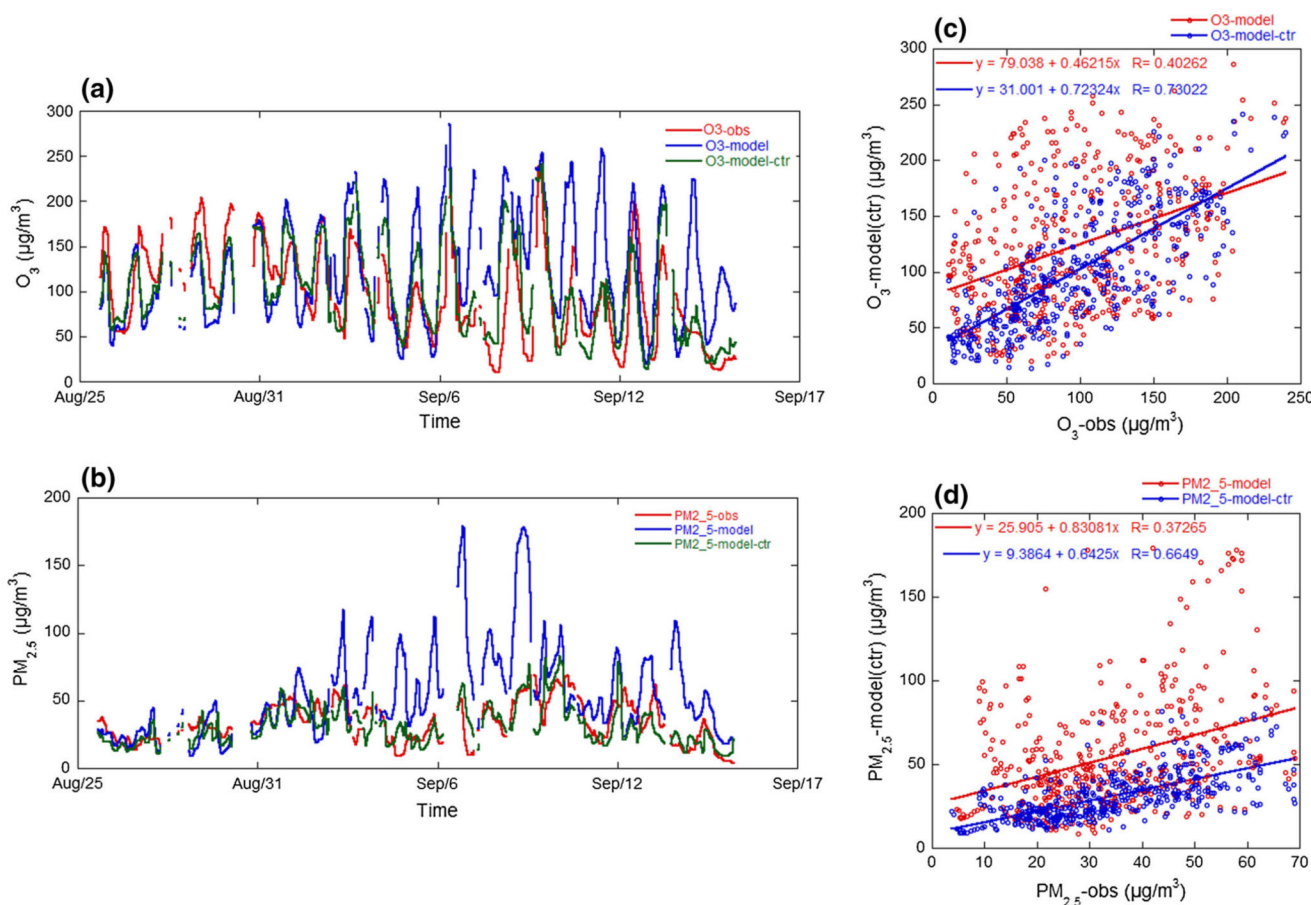 (a)
300
250
200
150
100
50
0
O₃ (µg/m³)
O3-obs
O3-model
O3-model-ctr
Aug/25 Aug/31 Sep/6 Sep/12 Sep/17
Time
(b)
200
150
100
50
0
PM₂.₅ (µg/m³)
PM2_5-obs
PM2_5-model
PM2_5-model-ctr
Aug/25 Aug/31 Sep/6 Sep/12 Sep/17
Time
(c)
O3-model
O3-model-ctr
y = 79.038 + 0.46215x R= 0.40262
y = 31.001 + 0.72324x R= 0.73022
300
250
200
150
100
50
0
O₃-model(ctr) (µg/m³)
0 50 100 150 200 250
O₃-obs (µg/m³)
(d)
PM2_5-model
PM2_5-model-ctr
y = 25.905 + 0.83081x R= 0.37265
y = 9.3864 + 0.6425x R= 0.6649
200
150
100
50
0
PM₂.₅-model(ctr) (µg/m³)
0 10 20 30 40 50 60 70
PM₂.₅-obs (µg/m³)